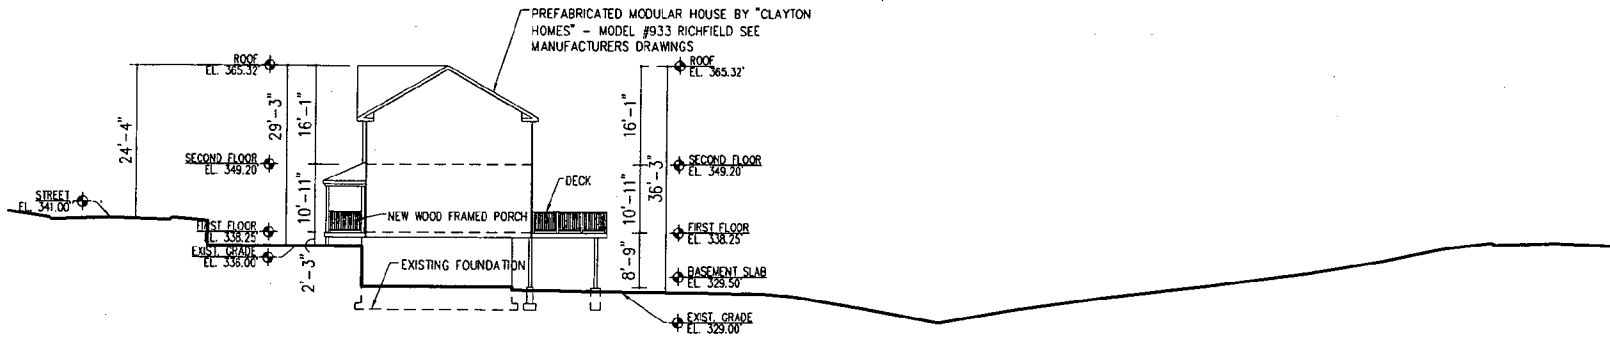 PREFABRICATED MODULAR HOUSE BY "CLAYTON
HOMES" - MODEL #933 RICHFIELD SEE
MANUFACTURERS DRAWINGS
ROOF
EL. 365.32'
ROOF
EL. 365.32'
24'-4"
29'-3"
16'-1"
16'-1"
36'-3"
SECOND FLOOR
EL. 349.20'
SECOND FLOOR
EL. 349.20'
DECK
STREET
EL. 341.00'
10'-11"
10'-11"
NEW WOOD FRAMED PORCH
FIRST FLOOR
EL. 338.25'
FIRST FLOOR
EL. 338.25'
EXIST. GRADE
EL. 336.00'
2'-3"
EXISTING FOUNDATION
8'-9"
BASEMENT SLAB
EL. 329.50'
EXIST. GRADE
EL. 329.00'